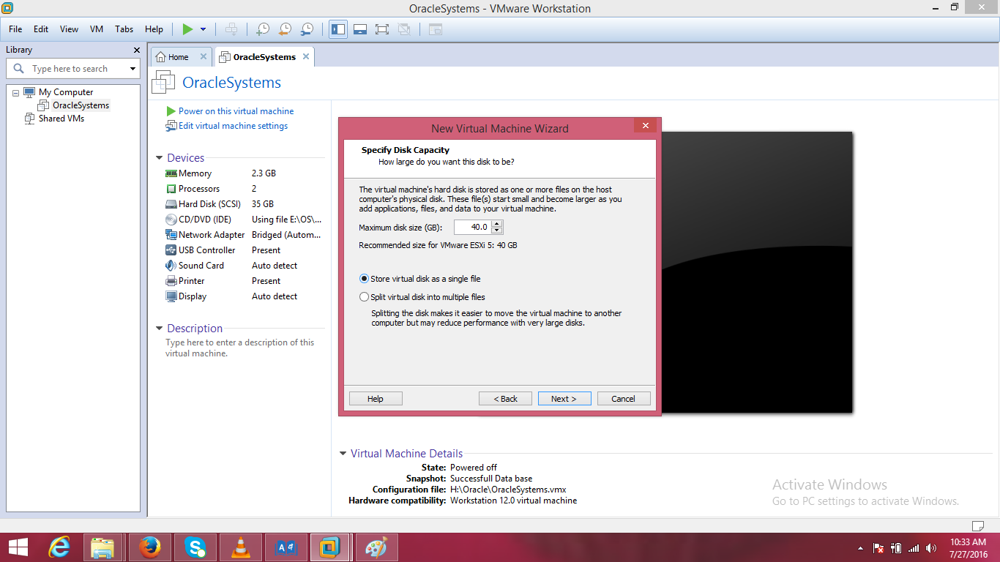 OracleSystems - VMware Workstation
File Edit View VM Tabs Help
Library
Type here to search
My Computer
OracleSystems
Shared VMs
Home
OracleSystems
OracleSystems
Power on this virtual machine
Edit virtual machine settings
Devices
Memory 2.3 GB
Processors 2
Hard Disk (SCSI) 35 GB
CD/DVD (IDE) Using file E:\OS\...
Network Adapter Bridged (Autom...
USB Controller Present
Sound Card Auto detect
Printer Present
Display Auto detect
Description
Type here to enter a description of this
virtual machine.
New Virtual Machine Wizard
Specify Disk Capacity
How large do you want this disk to be?
The virtual machine's hard disk is stored as one or more files on the host
computer's physical disk. These file(s) start small and become larger as you
add applications, files, and data to your virtual machine.
Maximum disk size (GB): 40.0
Recommended size for VMware ESXi 5: 40 GB
Store virtual disk as a single file
Split virtual disk into multiple files
Splitting the disk makes it easier to move the virtual machine to another
computer but may reduce performance with very large disks.
Help < Back Next > Cancel
Virtual Machine Details
State: Powered off
Snapshot: Successfull Data base
Configuration file: H:\Oracle\OracleSystems.vmx
Hardware compatibility: Workstation 12.0 virtual machine
Activate Windows
Go to PC settings to activate Windows.
10:33 AM
7/27/2016